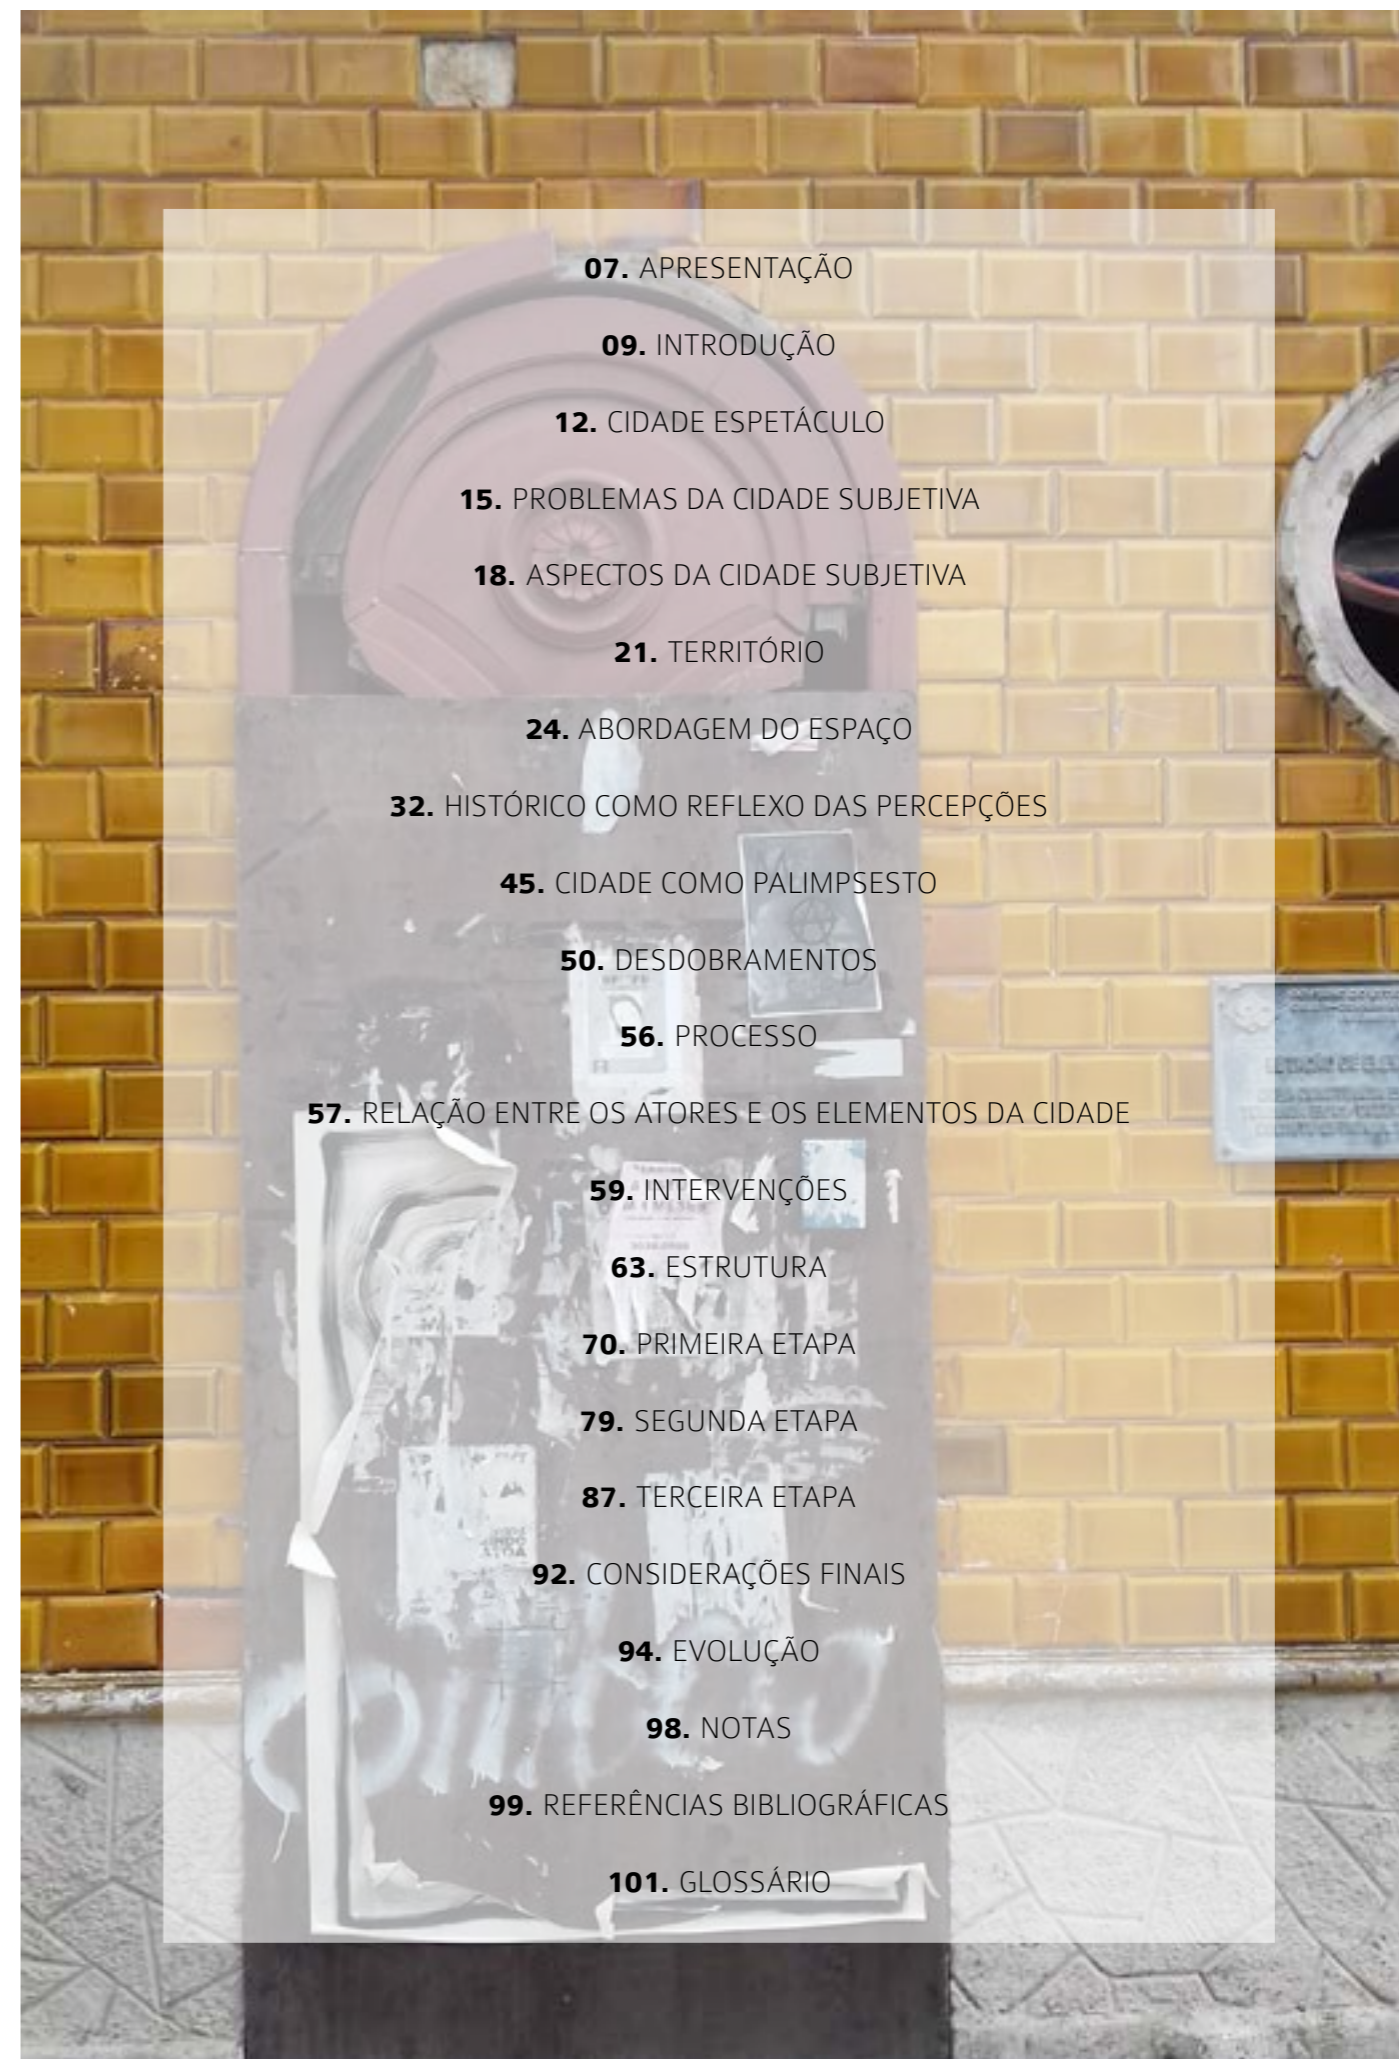 07. APRESENTAÇÃO
09. INTRODUÇÃO
12. CIDADE ESPETÁCULO
15. PROBLEMAS DA CIDADE SUBJETIVA
18. ASPECTOS DA CIDADE SUBJETIVA
21. TERRITÓRIO
24. ABORDAGEM DO ESPAÇO
32. HISTÓRICO COMO REFLEXO DAS PERCEPÇÕES
45. CIDADE COMO PALIMPSESTO
50. DESDOBRAMENTOS
56. PROCESSO
57. RELAÇÃO ENTRE OS ATORES E OS ELEMENTOS DA CIDADE
59. INTERVENÇÕES
63. ESTRUTURA
70. PRIMEIRA ETAPA
79. SEGUNDA ETAPA
87. TERCEIRA ETAPA
92. CONSIDERAÇÕES FINAIS
94. EVOLUÇÃO
98. NOTAS
99. REFERÊNCIAS BIBLIOGRÁFICAS
101. GLOSSÁRIO